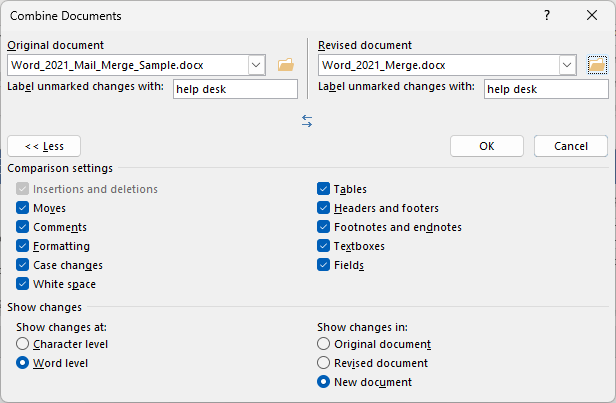 Combine Documents
Original document
Word_2021_Mail_Merge_Sample.docx
Label unmarked changes with: help desk
Revised document
Word_2021_Merge.docx
Label unmarked changes with: help desk
<< Less
OK Cancel
Comparison settings
Insertions and deletions
Moves
Comments
Formatting
Case changes
White space
Tables
Headers and footers
Footnotes and endnotes
Textboxes
Fields
Show changes
Show changes at:
Character level
Word level
Show changes in:
Original document
Revised document
New document